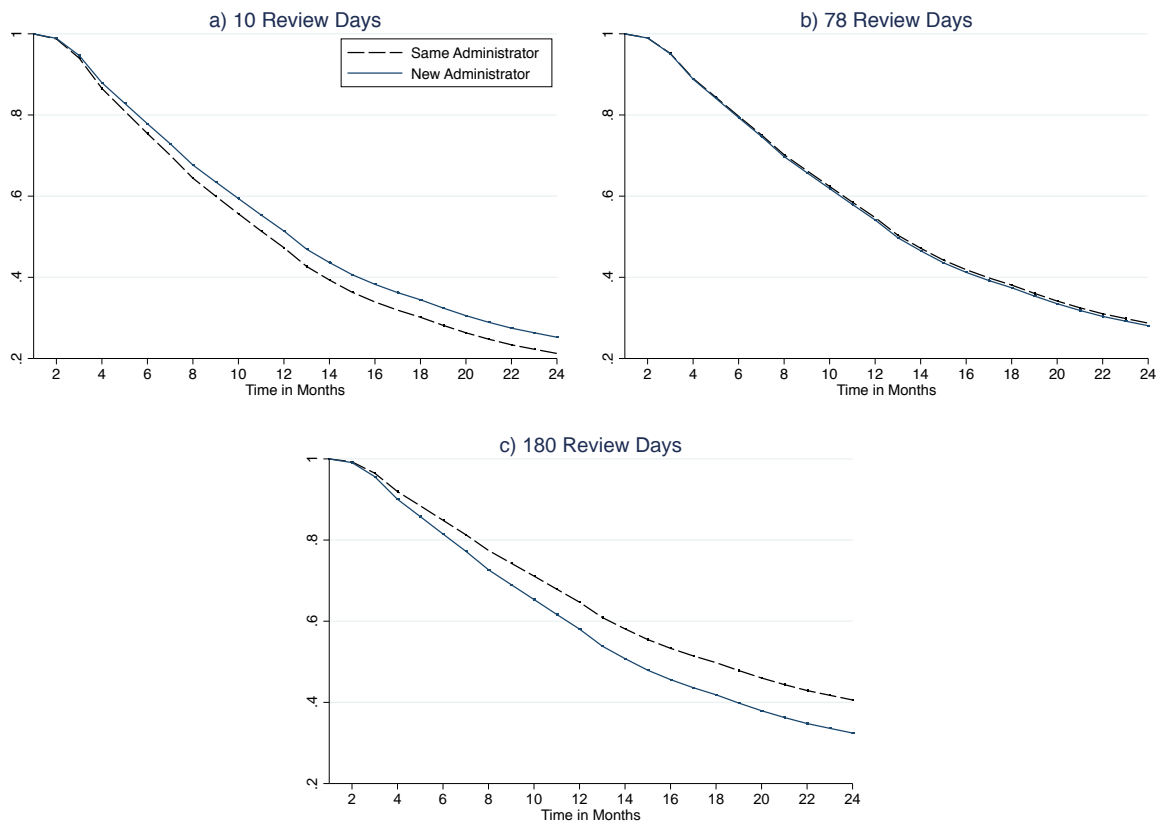 a) 10 Review Days
Same Administrator
New Administrator
1
.8
.6
.4
.2
2 4 6 8 10 12 14 16 18 20 22 24
Time in Months
b) 78 Review Days
1
.8
.6
.4
.2
2 4 6 8 10 12 14 16 18 20 22 24
Time in Months
c) 180 Review Days
1
.8
.6
.4
.2
2 4 6 8 10 12 14 16 18 20 22 24
Time in Months